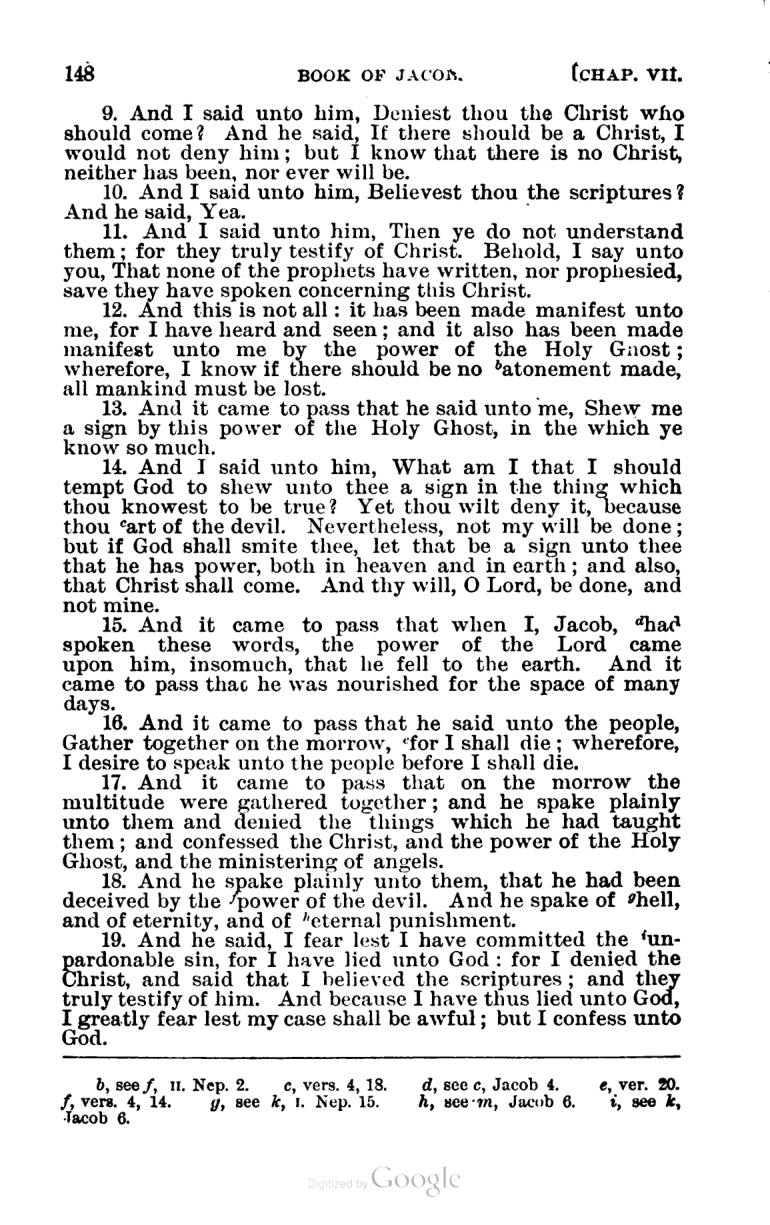 148 BOOK OF JACOB. [CHAP. VII.
9. And I said unto him, Deniest thou the Christ who
should come? And he said, If there should be a Christ, I
would not deny him; but I know that there is no Christ,
neither has been, nor ever will be.
10. And I said unto him, Believest thou the scriptures?
And he said, Yea.
11. And I said unto him, Then ye do not understand
them; for they truly testify of Christ. Behold, I say unto
you, That none of the prophets have written, nor prophesied,
save they have spoken concerning this Christ.
12. And this is not all: it has been made manifest unto
me, for I have heard and seen; and it also has been made
manifest unto me by the power of the Holy Ghost;
wherefore, I know if there should be no ᵇatonement made,
all mankind must be lost.
13. And it came to pass that he said unto me, Shew me
a sign by this power of the Holy Ghost, in the which ye
know so much.
14. And I said unto him, What am I that I should
tempt God to shew unto thee a sign in the thing which
thou knowest to be true? Yet thou wilt deny it, because
thou ᶜart of the devil. Nevertheless, not my will be done;
but if God shall smite thee, let that be a sign unto thee
that he has power, both in heaven and in earth; and also,
that Christ shall come. And thy will, O Lord, be done, and
not mine.
15. And it came to pass that when I, Jacob, ᵈhad
spoken these words, the power of the Lord came
upon him, insomuch, that he fell to the earth. And it
came to pass that he was nourished for the space of many
days.
16. And it came to pass that he said unto the people,
Gather together on the morrow, ᵉfor I shall die; wherefore,
I desire to speak unto the people before I shall die.
17. And it came to pass that on the morrow the
multitude were gathered together; and he spake plainly
unto them and denied the things which he had taught
them; and confessed the Christ, and the power of the Holy
Ghost, and the ministering of angels.
18. And he spake plainly unto them, that he had been
deceived by the ᶠpower of the devil. And he spake of ᵍhell,
and of eternity, and of ʰeternal punishment.
19. And he said, I fear lest I have committed the ⁱun-
pardonable sin, for I have lied unto God: for I denied the
Christ, and said that I believed the scriptures; and they
truly testify of him. And because I have thus lied unto God,
I greatly fear lest my case shall be awful; but I confess unto
God.
b, see f, II. Nep. 2. c, vers. 4, 18. d, see c, Jacob 4. e, ver. 20.
f, vers. 4, 14. g, see k, I. Nep. 15. h, see m, Jacob 6. i, see k,
Jacob 6.
Digitized by Google